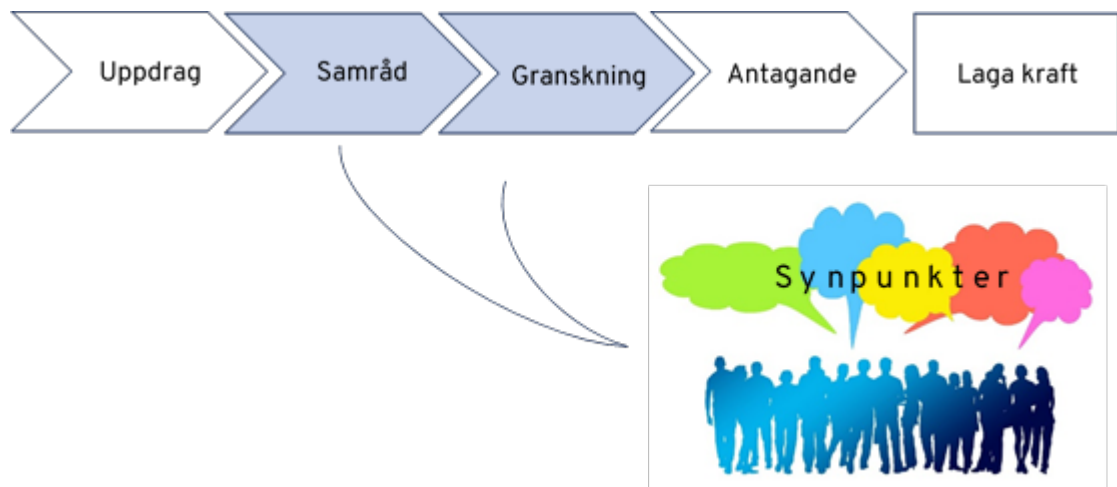 Uppdrag
Samråd
Granskning
Antagande
Laga kraft
Synpunkter